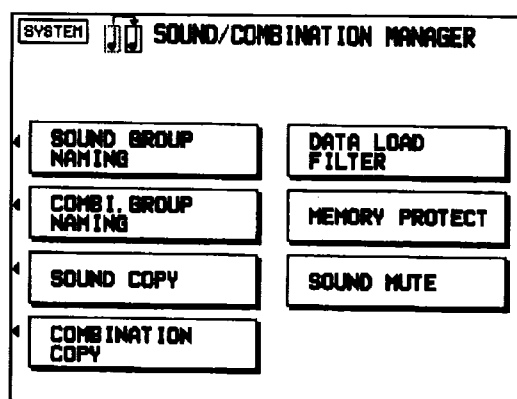 SYSTEM SOUND/COMBINATION MANAGER
SOUND GROUP
NAMING
COMBI.GROUP
NAMING
SOUND COPY
COMBINATION
COPY
DATA LOAD
FILTER
MEMORY PROTECT
SOUND MUTE